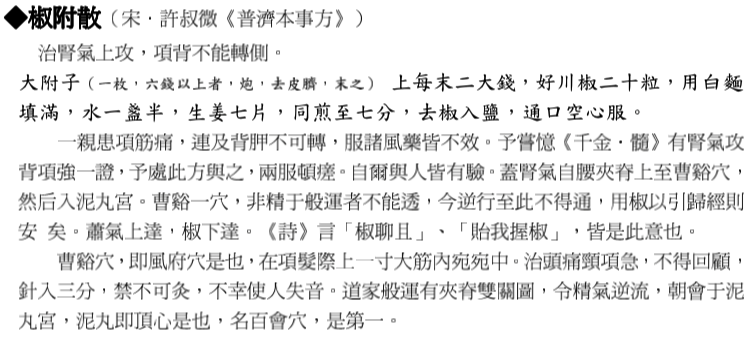 ◆椒附散（宋．許叔微《普濟本事方》）
治腎氣上攻，項背不能轉側。
大附子（一枚，六錢以上者，炮，去皮臍，末之） 上每末二大錢，好川椒二十粒，用白麵
填滿，水一盞半，生姜七片，同煎至七分，去椒入鹽，通口空心服。
一親患項筋痛，連及背胛不可轉，服諸風藥皆不效。予嘗憶《千金．髓》有腎氣攻
背項強一證，予處此方與之，兩服頓瘥。自爾與人皆有驗。蓋腎氣自腰夾脊上至曹谿穴，
然后入泥丸宮。曹谿一穴，非精于般運者不能透，今逆行至此不得通，用椒以引歸經則
安 矣。蕭氣上達，椒下達。《詩》言「椒聊且」、「貽我握椒」，皆是此意也。
曹谿穴，即風府穴是也，在項髮際上一寸大筋內宛宛中。治頭痛頸項急，不得回顧，
針入三分，禁不可灸，不幸使人失音。道家般運有夾脊雙關圖，令精氣逆流，朝會于泥
丸宮，泥丸即頂心是也，名百會穴，是第一。